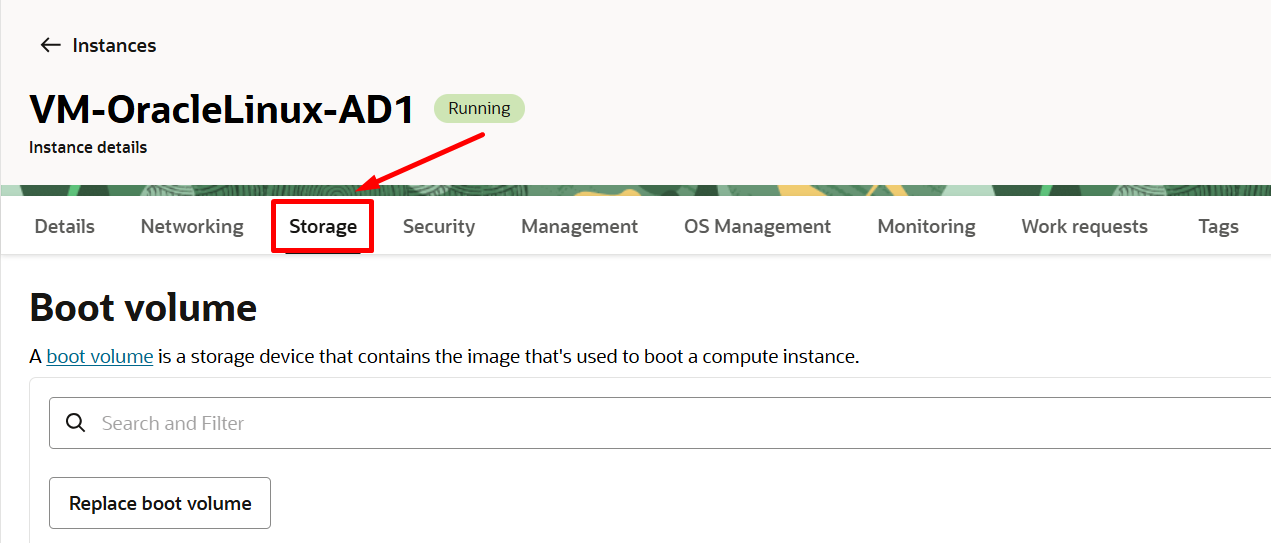 Instances
VM-OracleLinux-AD1 Running
Instance details
Details Networking Storage Security Management OS Management Monitoring Work requests Tags
Boot volume
A boot volume is a storage device that contains the image that's used to boot a compute instance.
Search and Filter
Replace boot volume